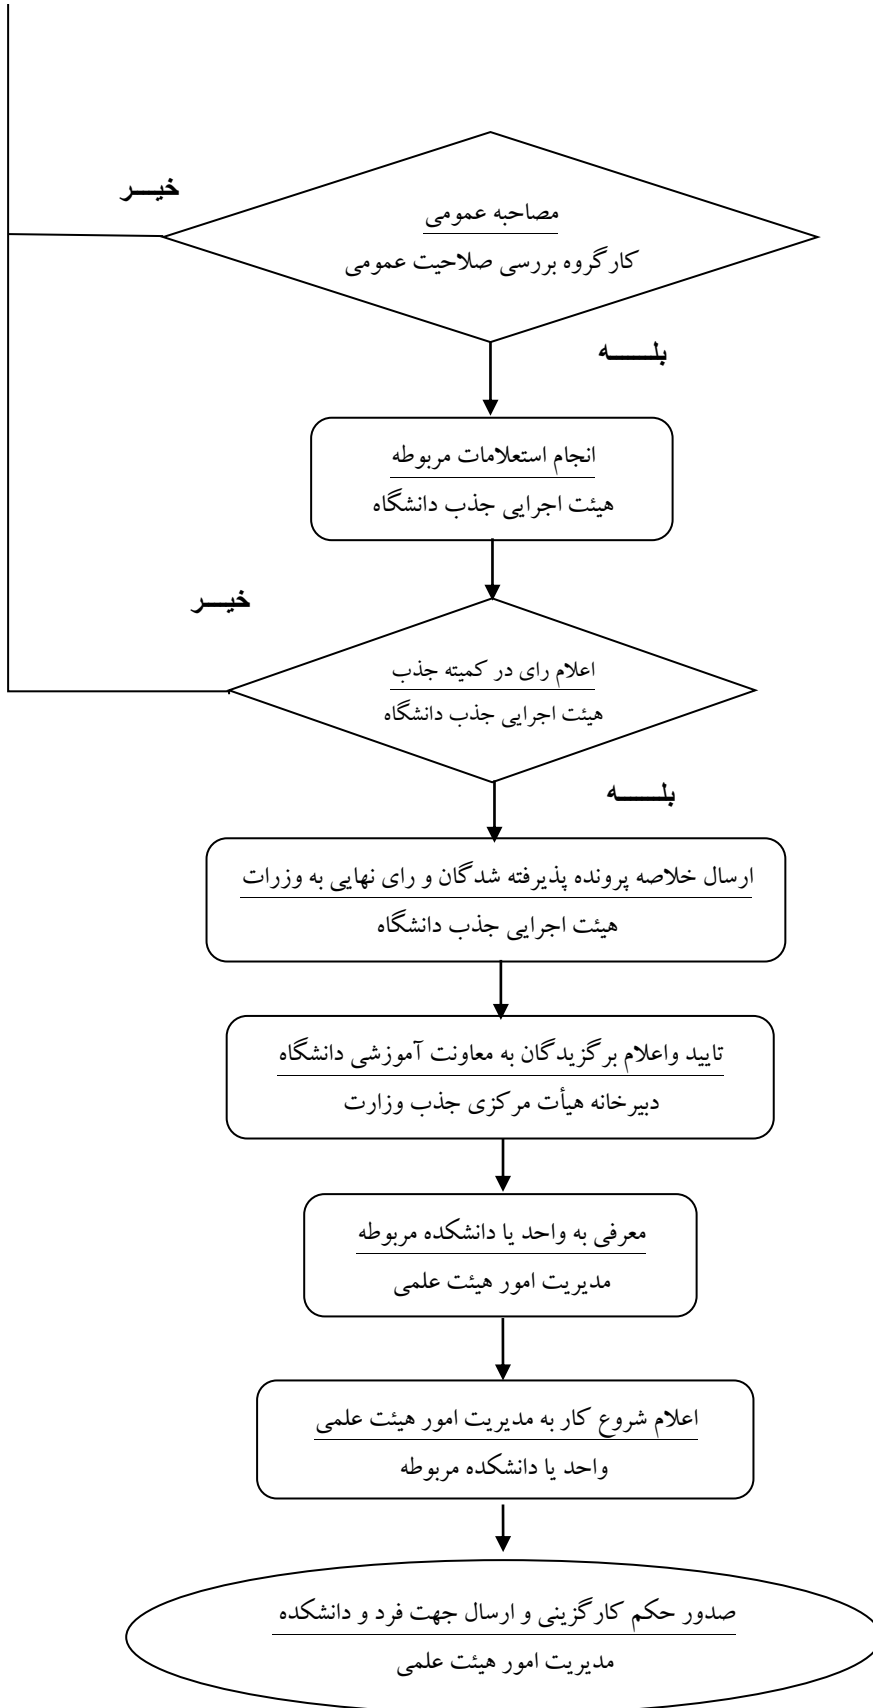 خیـــر
مصاحبه عمومی
کارگروه بررسی صلاحیت عمومی
بلـــــه
انجام استعلامات مربوطه
هیئت اجرایی جذب دانشگاه
خیـــر
اعلام رای در کمیته جذب
هیئت اجرایی جذب دانشگاه
بلـــــه
ارسال خلاصه پرونده پذیرفته شدگان و رای نهایی به وزرات
هیئت اجرایی جذب دانشگاه
تایید واعلام برگزیدگان به معاونت آموزشی دانشگاه
دبیرخانه هیأت مرکزی جذب وزارت
معرفی به واحد یا دانشکده مربوطه
مدیریت امور هیئت علمی
اعلام شروع کار به مدیریت امور هیئت علمی
واحد یا دانشکده مربوطه
صدور حکم کارگزینی و ارسال جهت فرد و دانشکده
مدیریت امور هیئت علمی